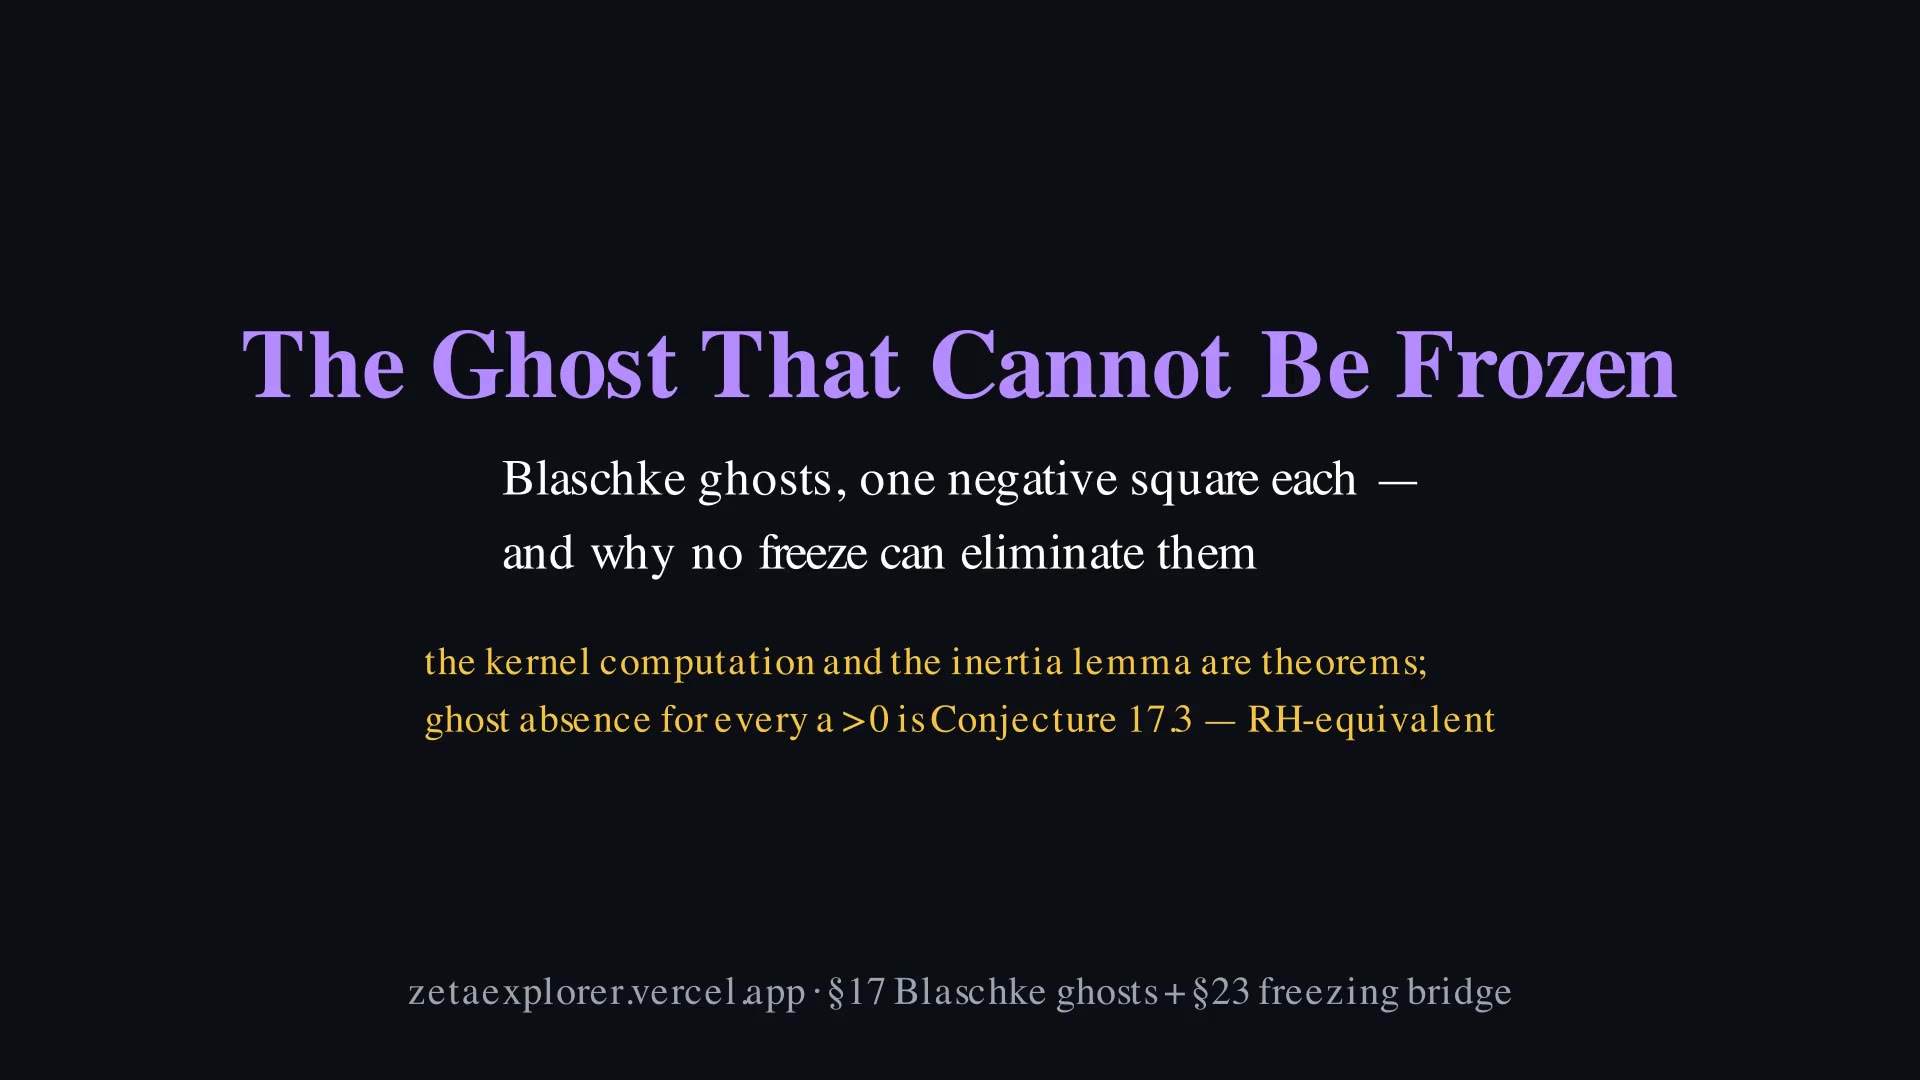 The Ghost That Cannot Be Frozen
Blaschke ghosts, one negative square each —
and why no freeze can eliminate them
the kernel computation and the inertia lemma are theorems;
ghost absence for every a > 0 is Conjecture 17.3 — RH-equivalent
zetaexplorer.vercel.app · §17 Blaschke ghosts + §23 freezing bridge